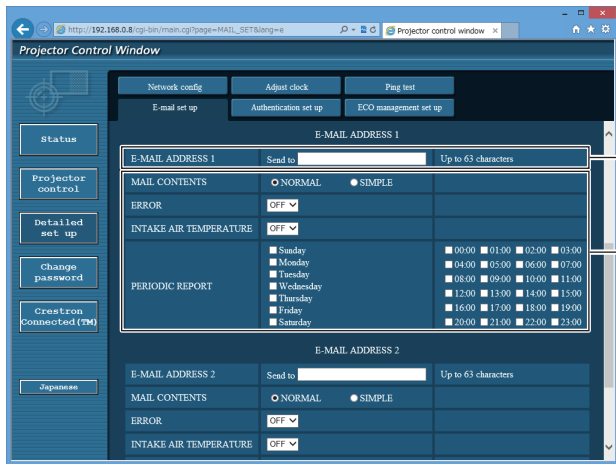 http://192.168.0.8/cgi-bin/main.cgi?page=MAIL_SET&lang=e
Projector control window
Projector Control Window
Network config Adjust clock Ping test
E-mail set up Authentication set up ECO management set up
Status
Projector control
Detailed set up
Change password
Crestron Connected(TM)
Japanese
E-MAIL ADDRESS 1
E-MAIL ADDRESS 1 Send to Up to 63 characters
MAIL CONTENTS NORMAL SIMPLE
ERROR OFF
INTAKE AIR TEMPERATURE OFF
PERIODIC REPORT
Sunday 00:00 01:00 02:00 03:00
Monday 04:00 05:00 06:00 07:00
Tuesday 08:00 09:00 10:00 11:00
Wednesday 12:00 13:00 14:00 15:00
Thursday 16:00 17:00 18:00 19:00
Friday 20:00 21:00 22:00 23:00
Saturday
E-MAIL ADDRESS 2
E-MAIL ADDRESS 2 Send to Up to 63 characters
MAIL CONTENTS NORMAL SIMPLE
ERROR OFF
INTAKE AIR TEMPERATURE OFF